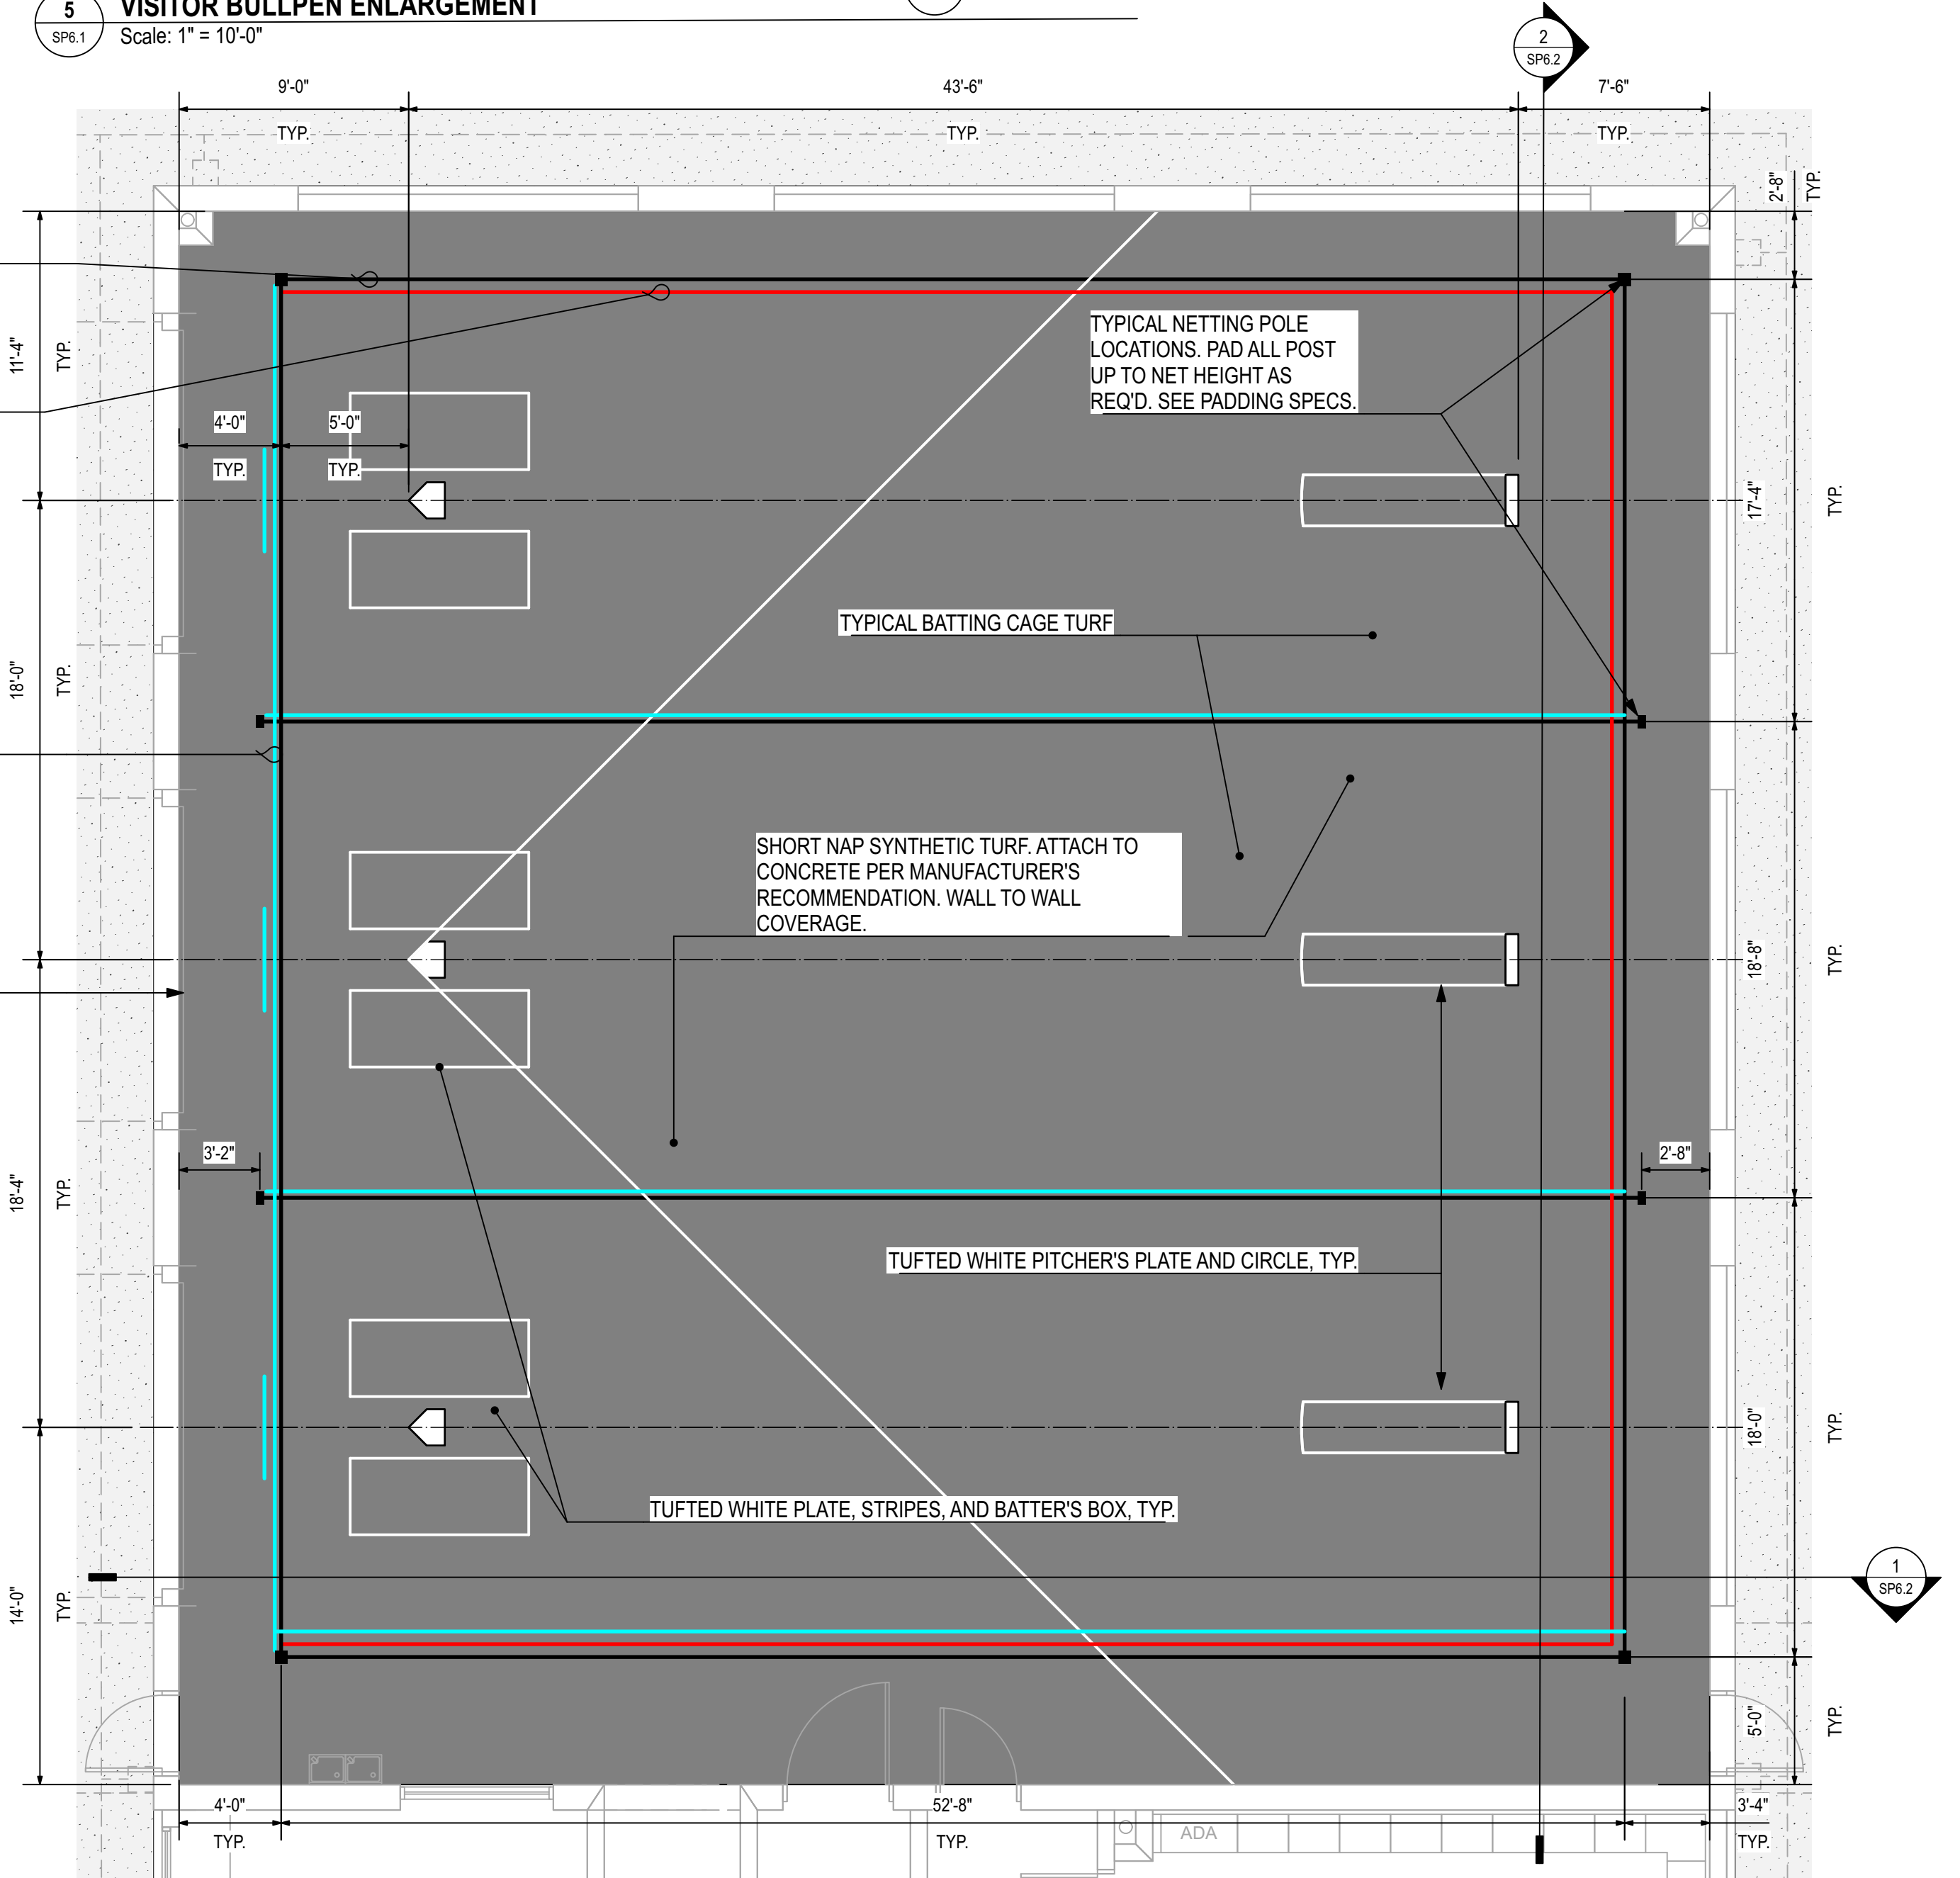 5
SP6.1
VISITOR BULLPEN ENLARGEMENT
Scale: 1" = 10'-0"
2
SP6.2
9'-0"
TYP.
43'-6"
TYP.
7'-6"
TYP.
2'-8"
TYP.
11'-4"
TYP.
TYPICAL NETTING POLE
LOCATIONS. PAD ALL POST
UP TO NET HEIGHT AS
REQ'D. SEE PADDING SPECS.
4'-0"
TYP.
5'-0"
TYP.
17'-4"
TYP.
TYPICAL BATTING CAGE TURF
18'-0"
TYP.
SHORT NAP SYNTHETIC TURF. ATTACH TO
CONCRETE PER MANUFACTURER'S
RECOMMENDATION. WALL TO WALL
COVERAGE.
18'-8"
TYP.
3'-2"
2'-8"
18'-4"
TYP.
TUFTED WHITE PITCHER'S PLATE AND CIRCLE, TYP.
18'-0"
TYP.
TUFTED WHITE PLATE, STRIPES, AND BATTER'S BOX, TYP.
1
SP6.2
14'-0"
TYP.
5'-0"
TYP.
4'-0"
TYP.
52'-8"
TYP.
3'-4"
TYP.
ADA